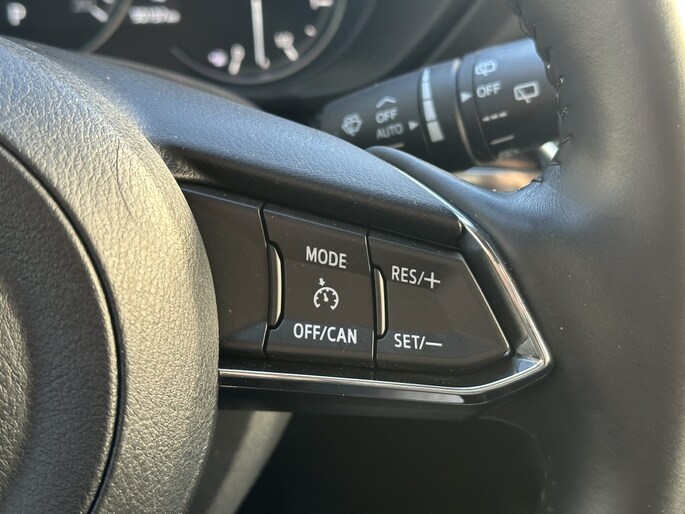 P
OFF
AUTO
OFF
---
MODE
OFF/CAN
RES/+
SET/–